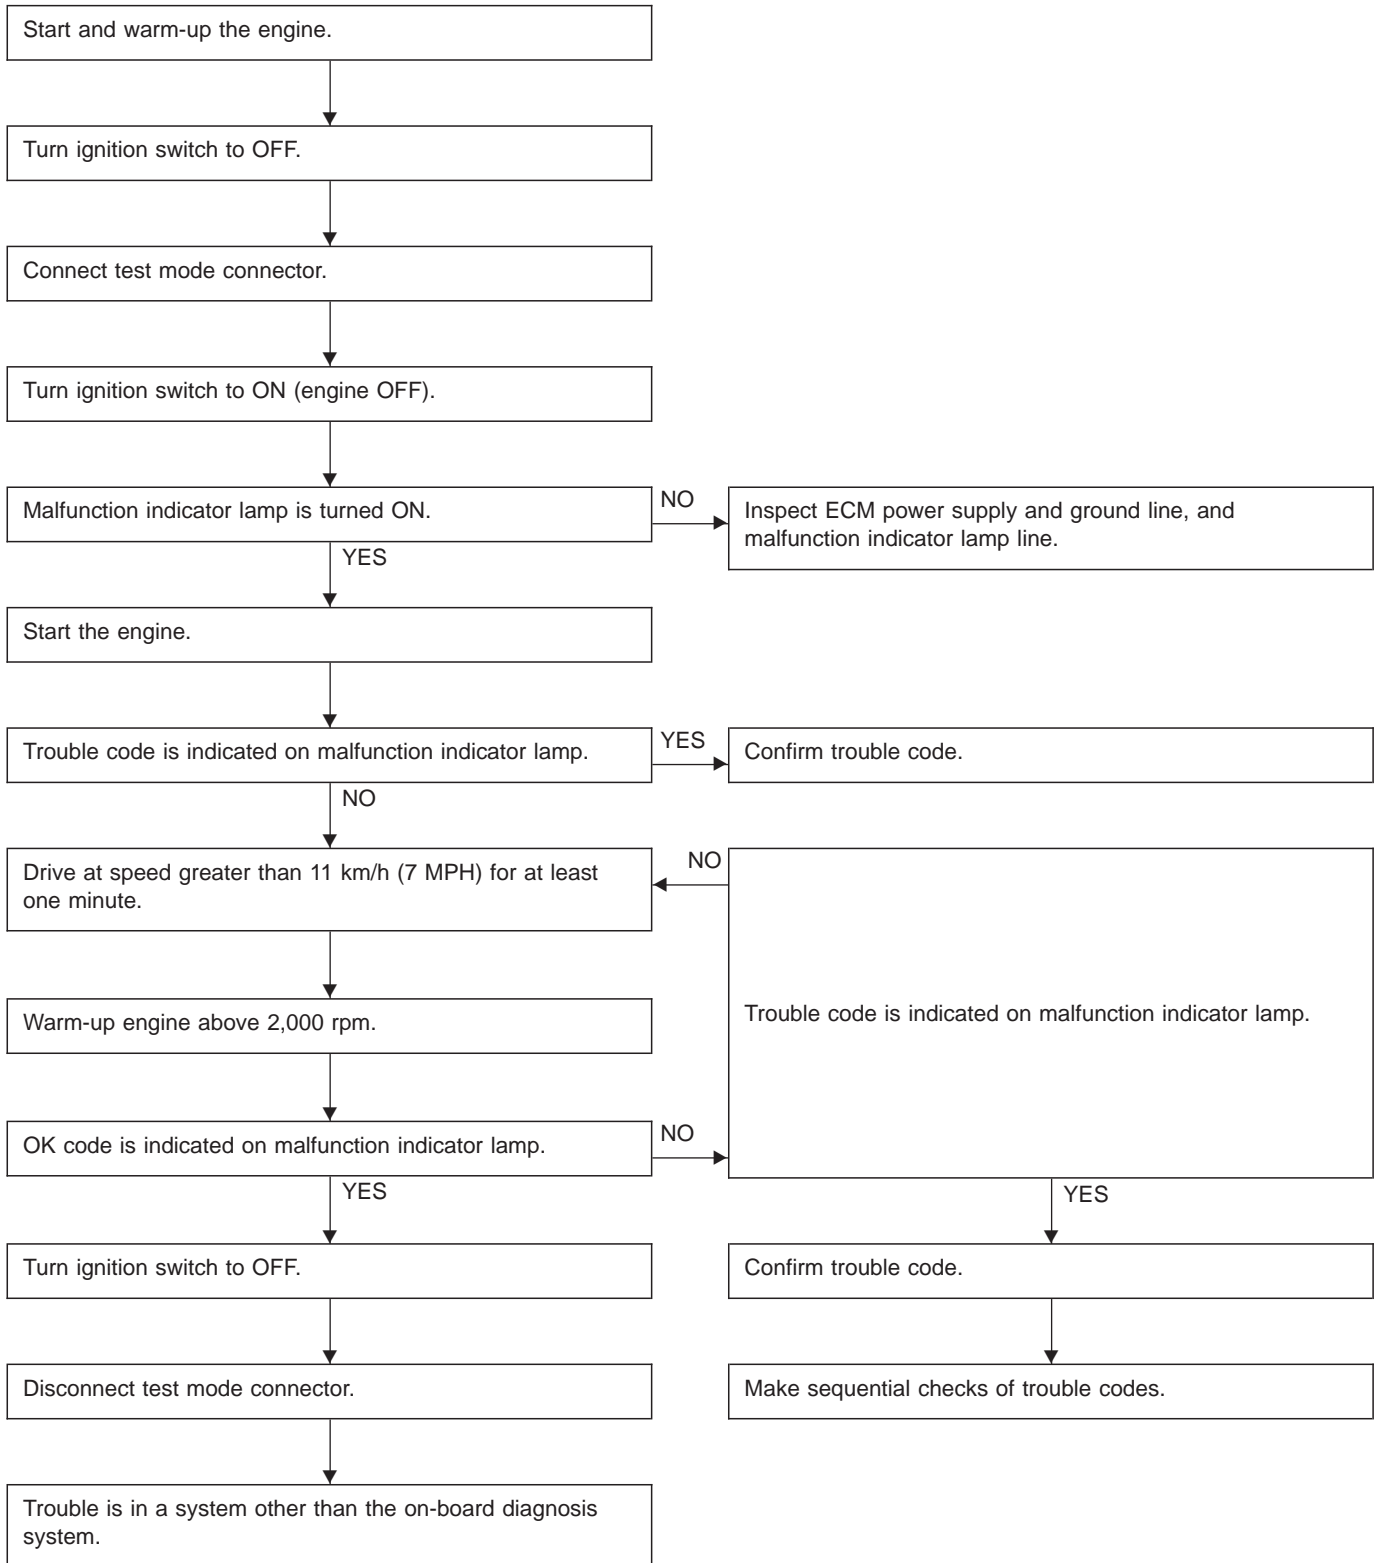 Start and warm-up the engine.
Turn ignition switch to OFF.
Connect test mode connector.
Turn ignition switch to ON (engine OFF).
Malfunction indicator lamp is turned ON.
NO
Inspect ECM power supply and ground line, and
malfunction indicator lamp line.
YES
Start the engine.
Trouble code is indicated on malfunction indicator lamp.
YES
Confirm trouble code.
NO
Drive at speed greater than 11 km/h (7 MPH) for at least
one minute.
NO
Warm-up engine above 2,000 rpm.
Trouble code is indicated on malfunction indicator lamp.
OK code is indicated on malfunction indicator lamp.
NO
YES
YES
Turn ignition switch to OFF.
Confirm trouble code.
Disconnect test mode connector.
Make sequential checks of trouble codes.
Trouble is in a system other than the on-board diagnosis
system.